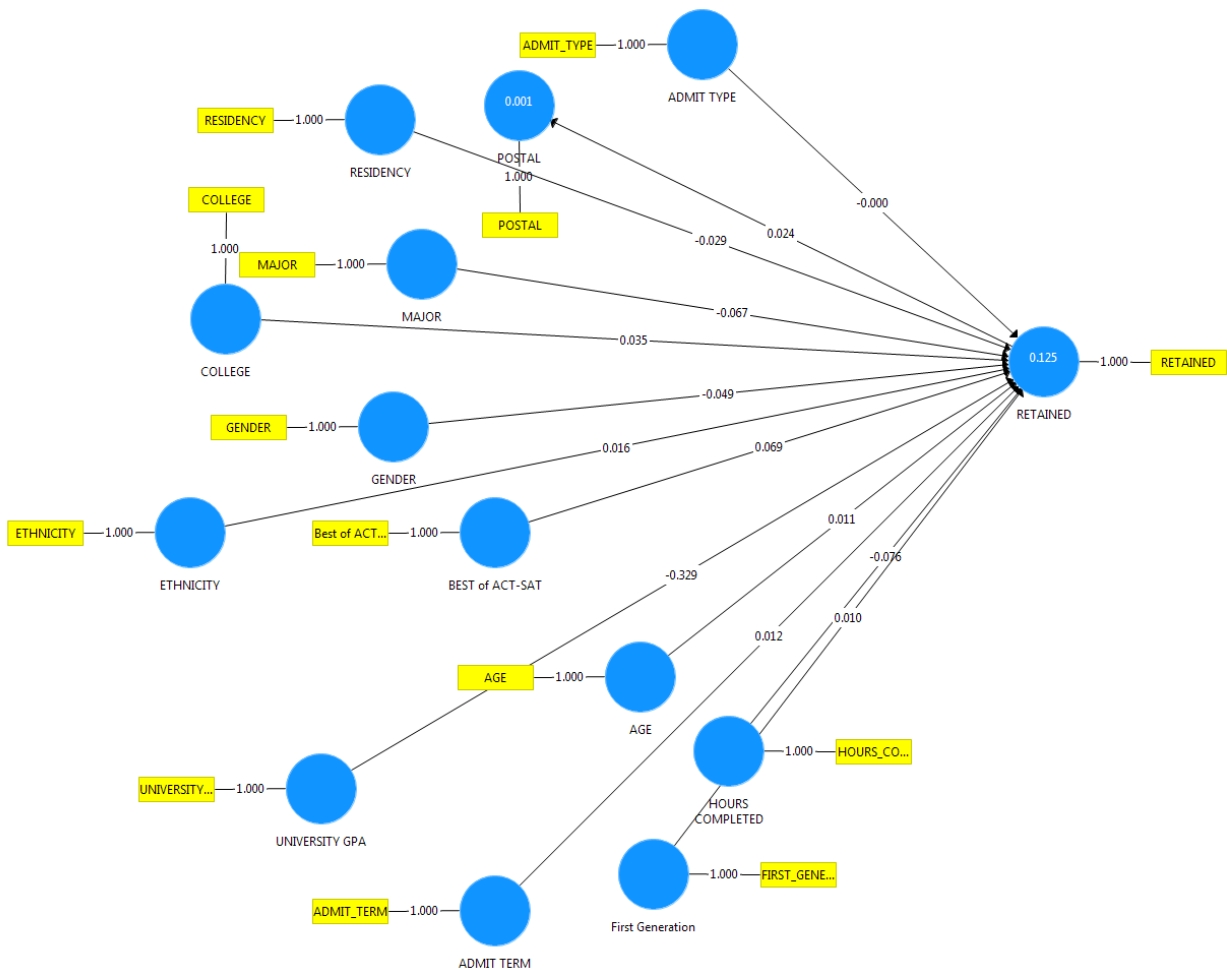 ADMIT_TYPE
1.000
ADMIT TYPE
0.001
POSTAL
1.000
POSTAL
RESIDENCY
1.000
RESIDENCY
-0.000
COLLEGE
1.000
COLLEGE
MAJOR
1.000
MAJOR
0.024
-0.029
-0.067
0.035
0.125
1.000
RETAINED
RETAINED
GENDER
1.000
GENDER
-0.049
0.016
0.069
ETHNICITY
1.000
ETHNICITY
Best of ACT...
1.000
BEST of ACT-SAT
0.011
-0.329
-0.076
0.010
0.012
AGE
1.000
AGE
HOURS_CO...
1.000
HOURS
COMPLETED
UNIVERSITY...
1.000
UNIVERSITY GPA
FIRST_GENE...
1.000
First Generation
ADMIT_TERM
1.000
ADMIT TERM